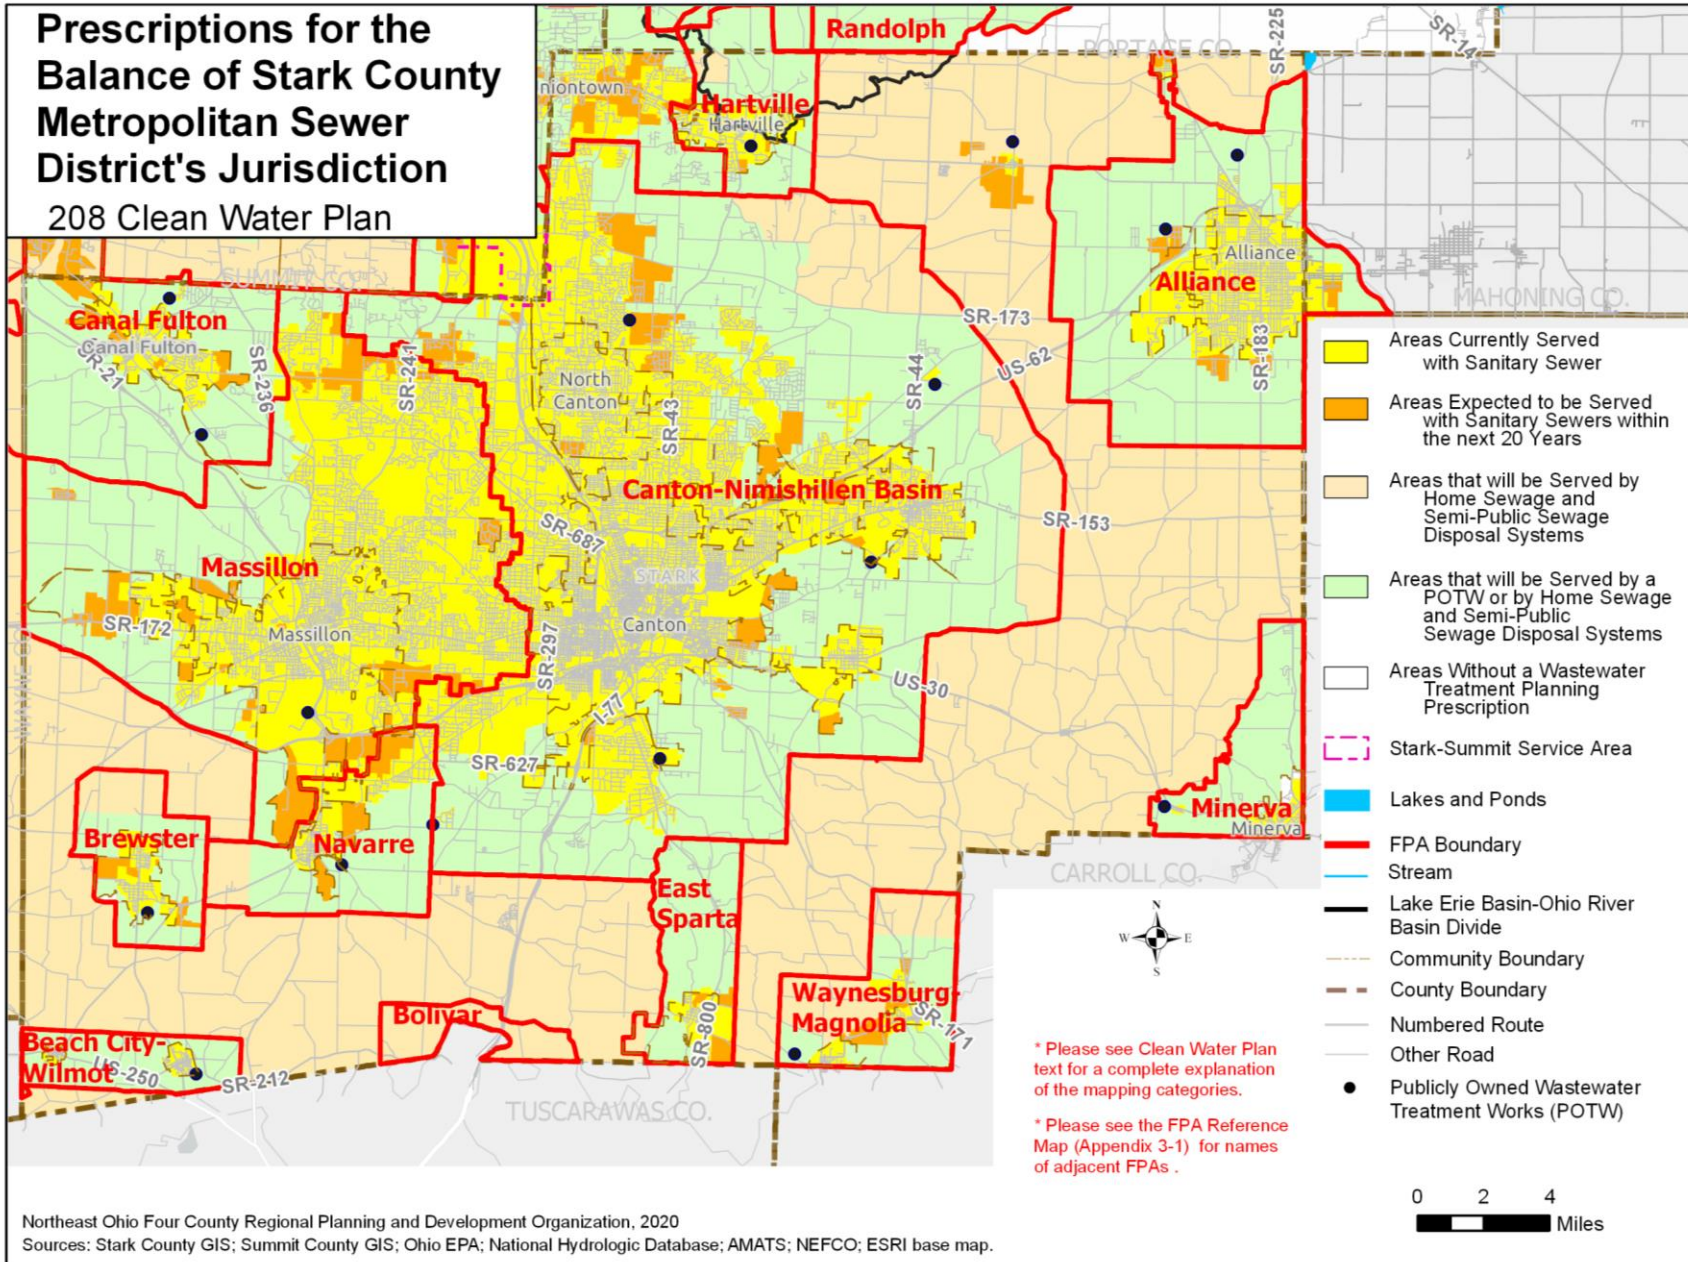 Prescriptions for the
Balance of Stark County
Metropolitan Sewer
District's Jurisdiction
208 Clean Water Plan
Randolph
PORTAGE CO.
SR-225
SR-14
niontown
Hartville
Hartville
SUMMIT CO.
Canal Fulton
Canal Fulton
SR-21
SR-236
SR-241
North
Canton
SR-43
SR-44
SR-173
US-62
Alliance
Alliance
SR-183
MAHONING CO.
Canton-Nimishillen Basin
SR-153
SR-687
STARK
Canton
Massillon
SR-172
Massillon
SR-297
I-77
US-30
SR-627
Brewster
Navarre
Minerva
Minerva
CARROLL CO.
East
Sparta
SR-800
Waynesburg-
Magnolia
SR-171
Bolivar
Beach City-
Wilmot
US-250
SR-212
TUSCARAWAS CO.
Areas Currently Served
with Sanitary Sewer
Areas Expected to be Served
with Sanitary Sewers within
the next 20 Years
Areas that will be Served by
Home Sewage and
Semi-Public Sewage
Disposal Systems
Areas that will be Served by a
POTW or by Home Sewage
and Semi-Public
Sewage Disposal Systems
Areas Without a Wastewater
Treatment Planning
Prescription
Stark-Summit Service Area
Lakes and Ponds
FPA Boundary
Stream
Lake Erie Basin-Ohio River
Basin Divide
Community Boundary
County Boundary
Numbered Route
Other Road
Publicly Owned Wastewater
Treatment Works (POTW)
N
W E
S
* Please see Clean Water Plan
text for a complete explanation
of the mapping categories.
* Please see the FPA Reference
Map (Appendix 3-1) for names
of adjacent FPAs .
0 2 4
Miles
Northeast Ohio Four County Regional Planning and Development Organization, 2020
Sources: Stark County GIS; Summit County GIS; Ohio EPA; National Hydrologic Database; AMATS; NEFCO; ESRI base map.